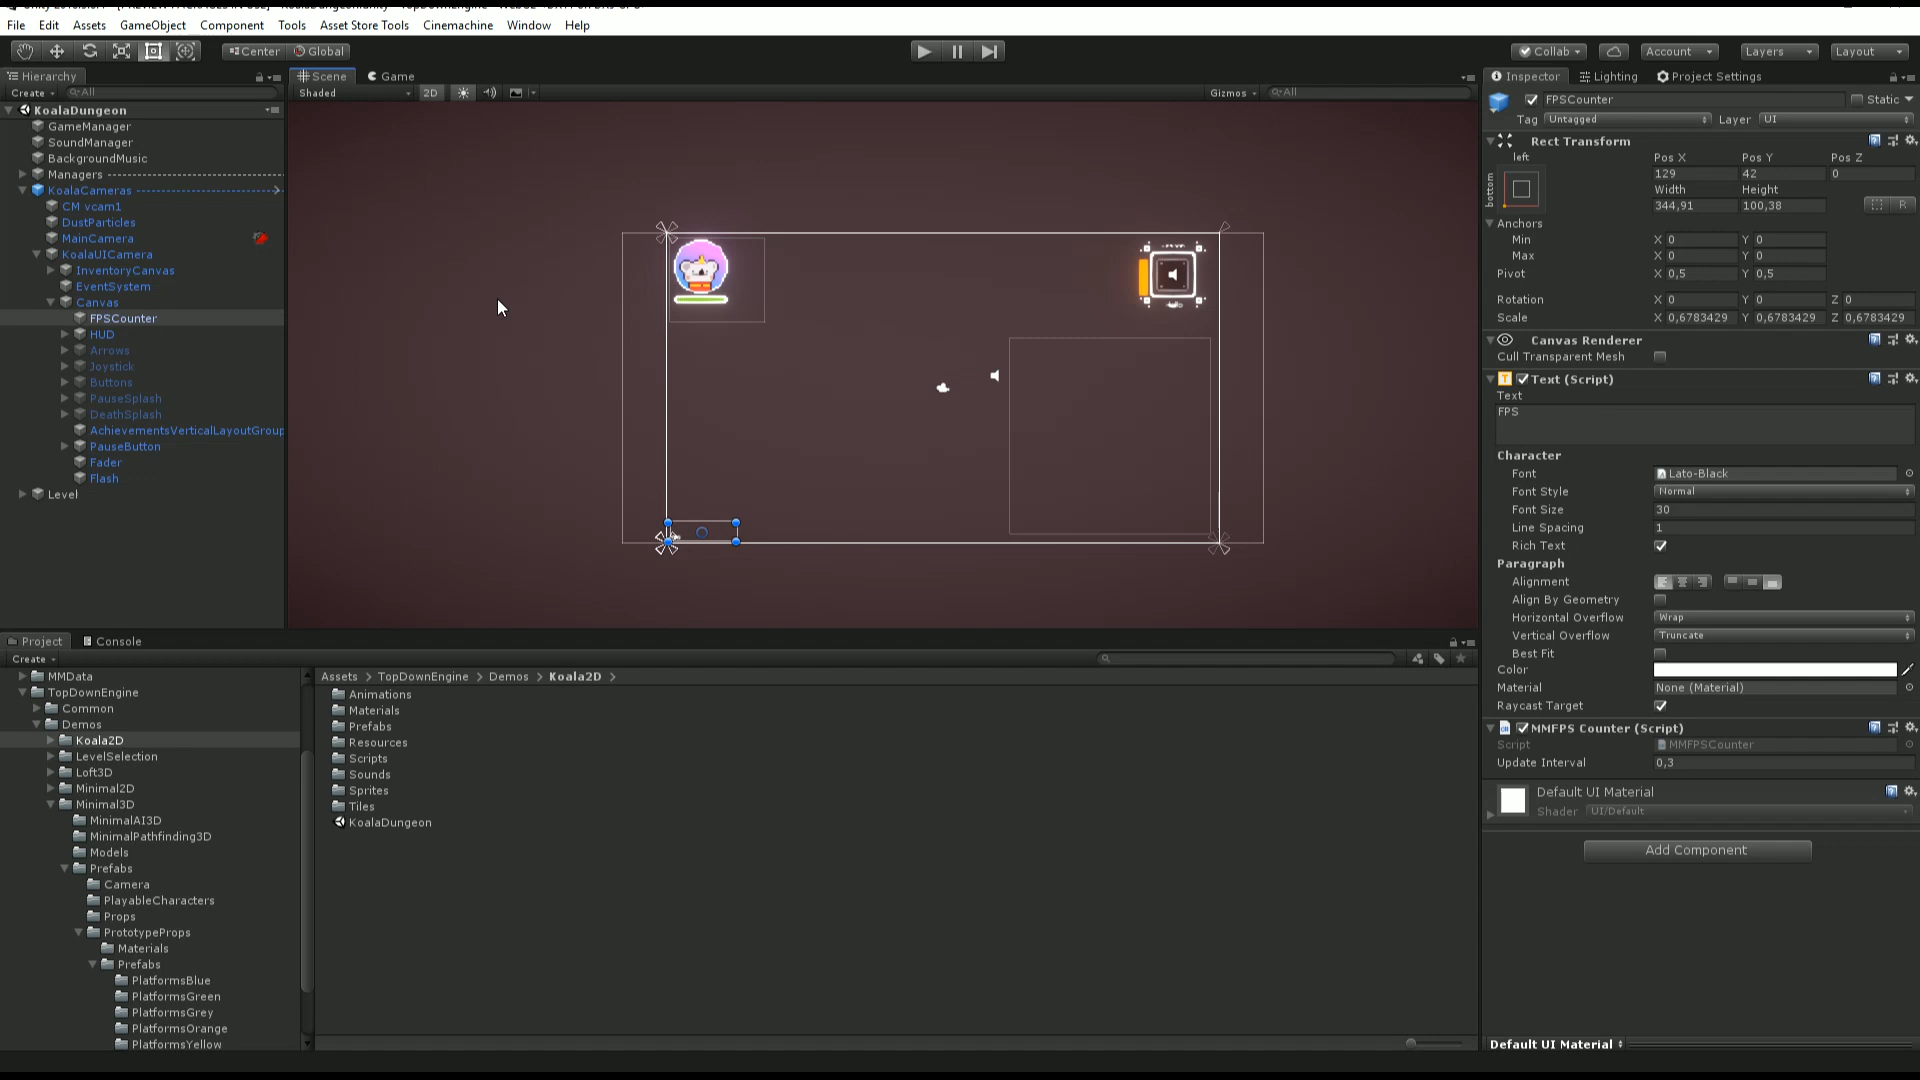 File Edit Assets GameObject Component Tools Asset Store Tools Cinemachine Window Help
Center Global Collab Account Layers Layout
Hierarchy
Create All
KoalaDungeon
GameManager
SoundManager
BackgroundMusic
Managers
KoalaCameras
CM vcam1
DustParticles
MainCamera
KoalaUICamera
InventoryCanvas
EventSystem
Canvas
FPSCounter
HUD
Arrows
Joystick
Buttons
PauseSplash
DeathSplash
AchievementsVerticalLayoutGroup
PauseButton
Fader
Flash
Level
Scene Game
Shaded 2D Gizmos All
Inspector Lighting Project Settings
FPSCounter Static
Tag Untagged Layer UI
Rect Transform
left Pos X Pos Y Pos Z
bottom 129 42 0
Width Height
344,91 100,38 R
Anchors
Min X 0 Y 0
Max X 0 Y 0
Pivot X 0,5 Y 0,5
Rotation X 0 Y 0 Z 0
Scale X 0,6783429 Y 0,6783429 Z 0,6783429
Canvas Renderer
Cull Transparent Mesh
Text (Script)
Text
FPS
Character
Font Lato-Black
Font Style Normal
Font Size 30
Line Spacing 1
Rich Text
Paragraph
Alignment
Align By Geometry
Horizontal Overflow Wrap
Vertical Overflow Truncate
Best Fit
Color
Material None (Material)
Raycast Target
MMFPS Counter (Script)
Script MMFPSCounter
Update Interval 0,3
Default UI Material
Shader UI/Default
Add Component
Default UI Material
Project Console
Create
MMData
TopDownEngine
Common
Demos
Koala2D
LevelSelection
Loft3D
Minimal2D
Minimal3D
MinimalAI3D
MinimalPathfinding3D
Models
Prefabs
Camera
PlayableCharacters
Props
PrototypeProps
Materials
Prefabs
PlatformsBlue
PlatformsGreen
PlatformsGrey
PlatformsOrange
PlatformsYellow
Assets > TopDownEngine > Demos > Koala2D >
Animations
Materials
Prefabs
Resources
Scripts
Sounds
Sprites
Tiles
KoalaDungeon